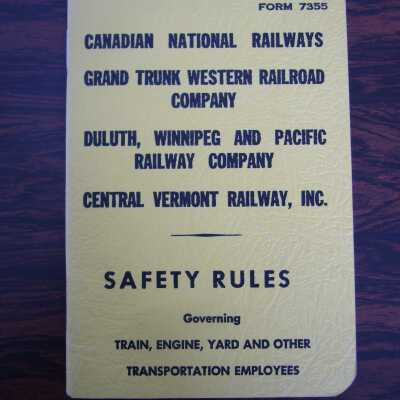 FORM 7355
CANADIAN NATIONAL RAILWAYS
GRAND TRUNK WESTERN RAILROAD
COMPANY
DULUTH, WINNIPEG AND PACIFIC
RAILWAY COMPANY
CENTRAL VERMONT RAILWAY, INC.
SAFETY RULES
Governing
TRAIN, ENGINE, YARD AND OTHER
TRANSPORTATION EMPLOYEES